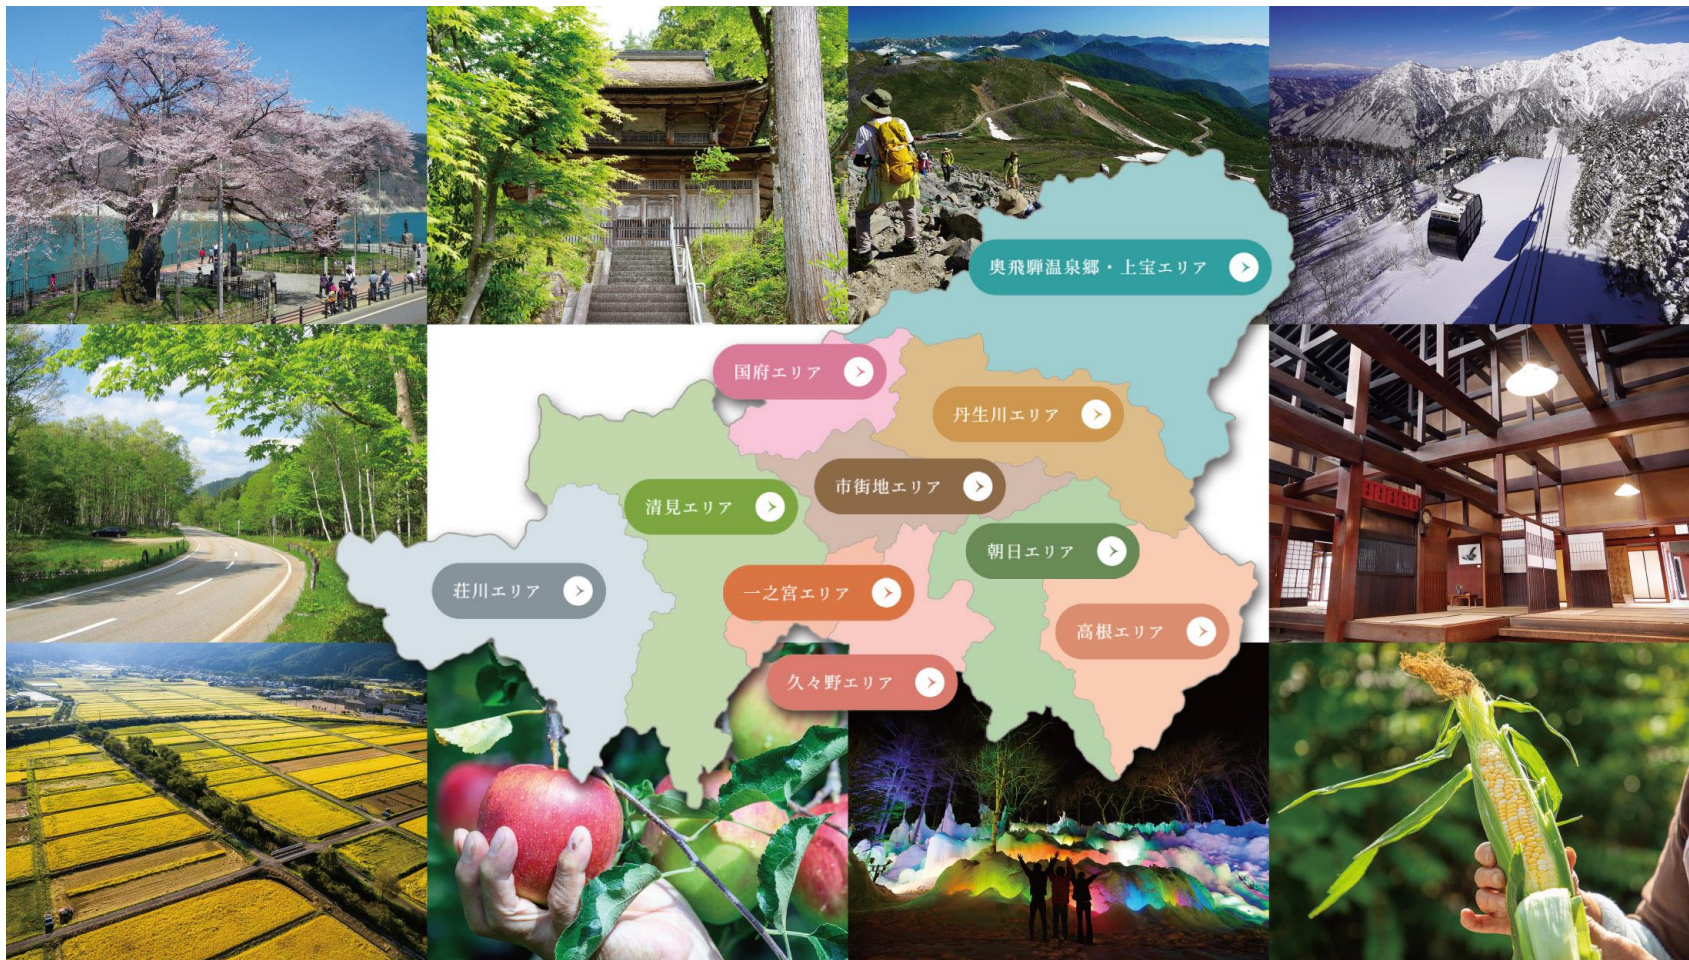 奥飛騨温泉郷・上宝エリア
国府エリア
丹生川エリア
市街地エリア
清見エリア
朝日エリア
荘川エリア
一之宮エリア
高根エリア
久々野エリア